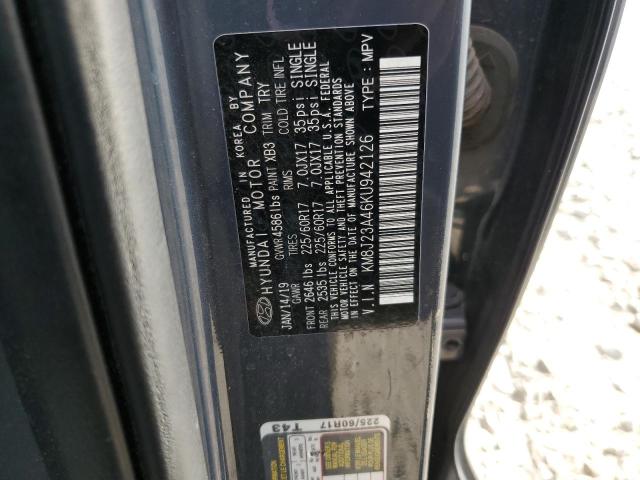 MANUFACTURED IN KOREA BY
HYUNDAI MOTOR COMPANY
JAN/14/19 GVWR 4586 lbs PAINT XB3 TRIM TRY
GAWR TIRES RIMS COLD TIRE INFL
FRONT 2646 lbs 225/60R17 7.0JX17 35psi SINGLE
REAR 2535 lbs 225/60R17 7.0JX17 35psi SINGLE
THIS VEHICLE CONFORMS TO ALL APPLICABLE U.S.A. FEDERAL
MOTOR VEHICLE SAFETY AND THEFT PREVENTION STANDARDS
IN EFFECT ON THE DATE OF MANUFACTURE SHOWN ABOVE
V.I.N KM8J23A46KU942126 TYPE : MPV
225/60R17
T43